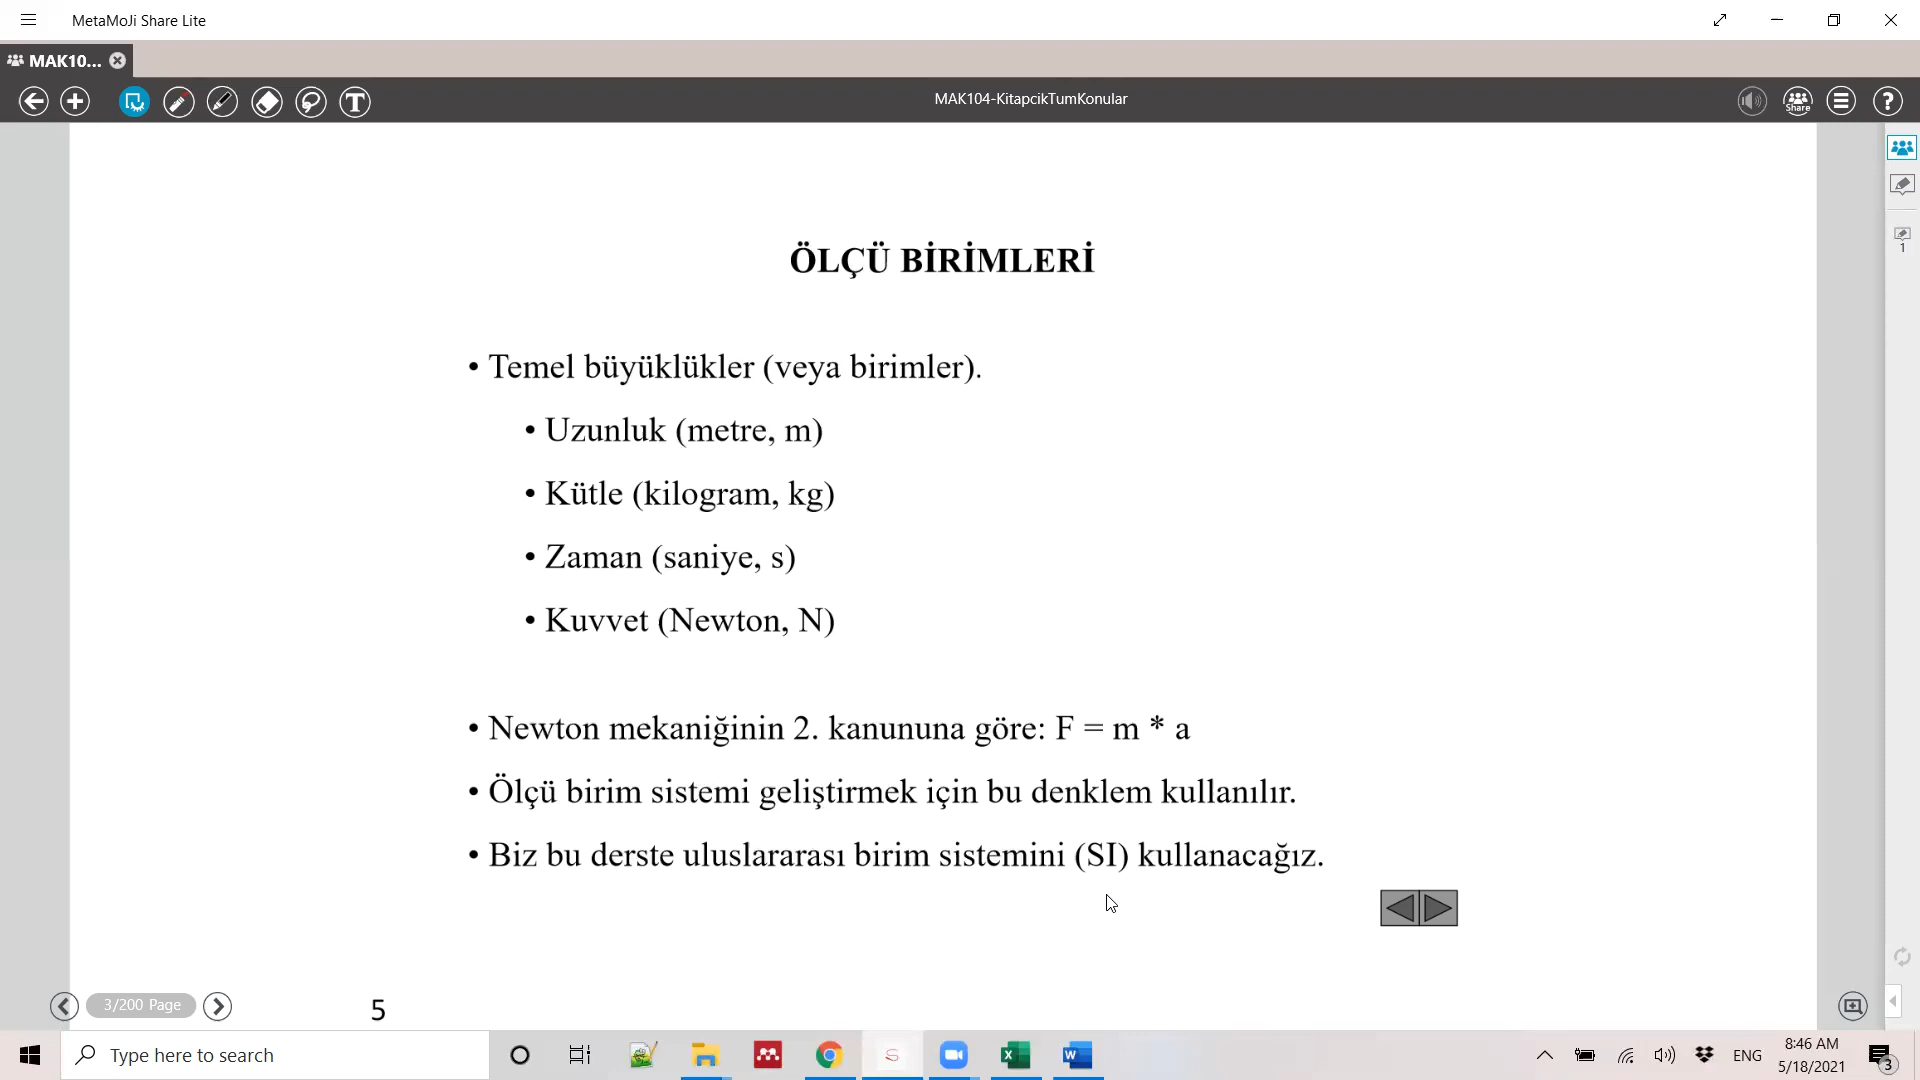 MetaMoJi Share Lite
MAK10...
MAK104-KitapcikTumKonular
Share
ÖLÇÜ BİRİMLERİ
• Temel büyüklükler (veya birimler).
• Uzunluk (metre, m)
• Kütle (kilogram, kg)
• Zaman (saniye, s)
• Kuvvet (Newton, N)
• Newton mekaniğinin 2. kanununa göre: F = m * a
• Ölçü birim sistemi geliştirmek için bu denklem kullanılır.
• Biz bu derste uluslararası birim sistemini (SI) kullanacağız.
1
3/200 Page
5
Type here to search
ENG
8:46 AM
5/18/2021
3